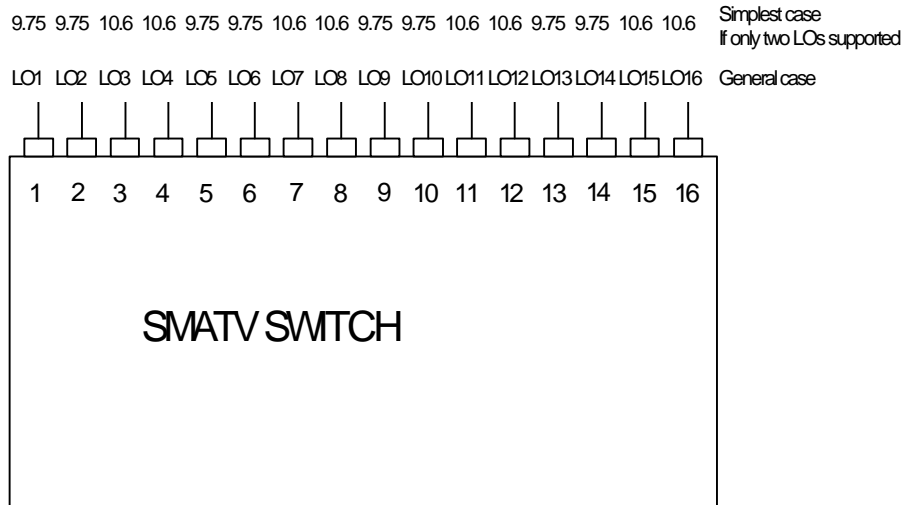 9.75 9.75 10.6 10.6 9.75 9.75 10.6 10.6 9.75 9.75 10.6 10.6 9.75 9.75 10.6 10.6 Simplest case
If only two LOs supported
LO1 LO2 LO3 LO4 LO5 LO6 LO7 LO8 LO9 LO10 LO11 LO12 LO13 LO14 LO15 LO16 General case
1 2 3 4 5 6 7 8 9 10 11 12 13 14 15 16
SMATV SWITCH